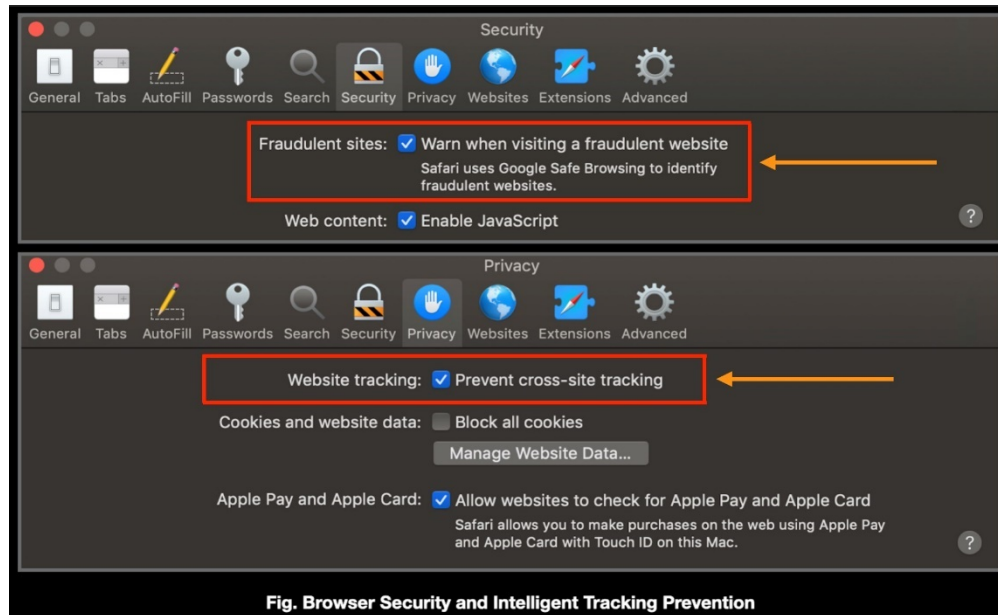 Security
General Tabs AutoFill Passwords Search Security Privacy Websites Extensions Advanced
Fraudulent sites: Warn when visiting a fraudulent website
Safari uses Google Safe Browsing to identify
fraudulent websites.
Web content: Enable JavaScript
?
Privacy
General Tabs AutoFill Passwords Search Security Privacy Websites Extensions Advanced
Website tracking: Prevent cross-site tracking
Cookies and website data: Block all cookies
Manage Website Data...
Apple Pay and Apple Card: Allow websites to check for Apple Pay and Apple Card
Safari allows you to make purchases on the web using Apple Pay
and Apple Card with Touch ID on this Mac.
?
Fig. Browser Security and Intelligent Tracking Prevention